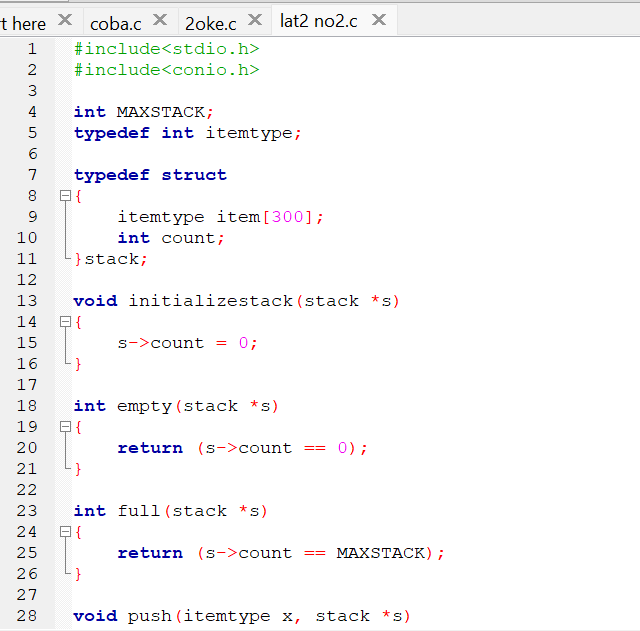 t here coba.c 2oke.c lat2 no2.c
1 #include<stdio.h>
2 #include<conio.h>
3
4 int MAXSTACK;
5 typedef int itemtype;
6
7 typedef struct
8 {
9 itemtype item[300];
10 int count;
11 }stack;
12
13 void initializestack(stack *s)
14 {
15 s->count = 0;
16 }
17
18 int empty(stack *s)
19 {
20 return (s->count == 0);
21 }
22
23 int full(stack *s)
24 {
25 return (s->count == MAXSTACK);
26 }
27
28 void push(itemtype x, stack *s)